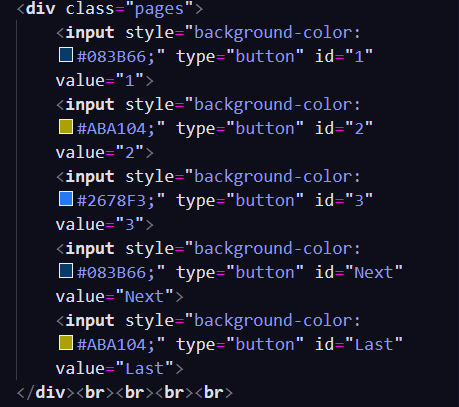 <div class="pages">
<input style="background-color:
#083B66;" type="button" id="1"
value="1">
<input style="background-color:
#ABA104;" type="button" id="2"
value="2">
<input style="background-color:
#2678F3;" type="button" id="3"
value="3">
<input style="background-color:
#083B66;" type="button" id="Next"
value="Next">
<input style="background-color:
#ABA104;" type="button" id="Last"
value="Last">
</div><br><br><br><br>